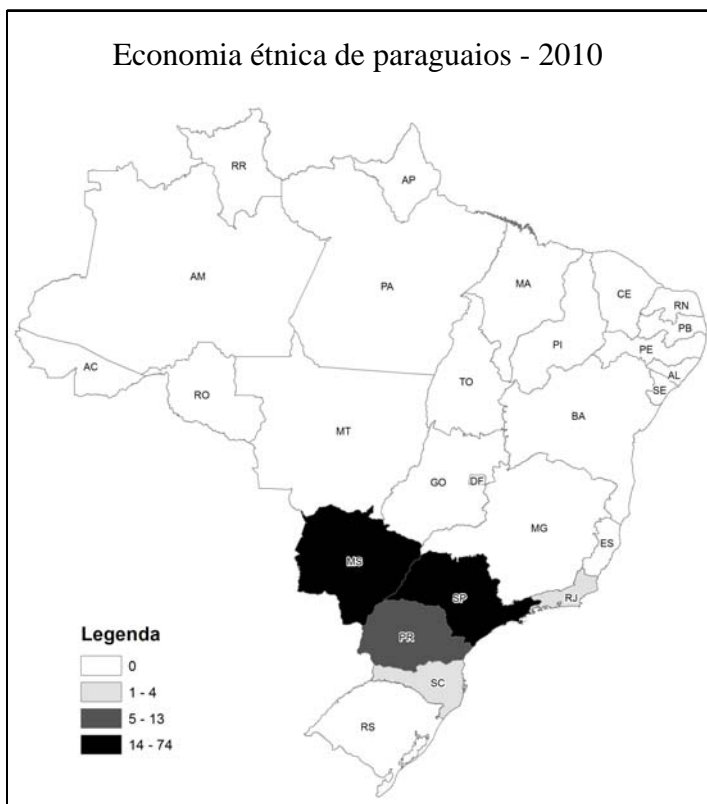 Economia étnica de paraguaios - 2010
RR
AP
AM
PA
MA
CE
RN
PB
PI
PE
AL
SE
AC
RO
TO
BA
MT
GO
DF
MG
ES
MS
SP
RJ
PR
SC
RS
Legenda
0
1 - 4
5 - 13
14 - 74